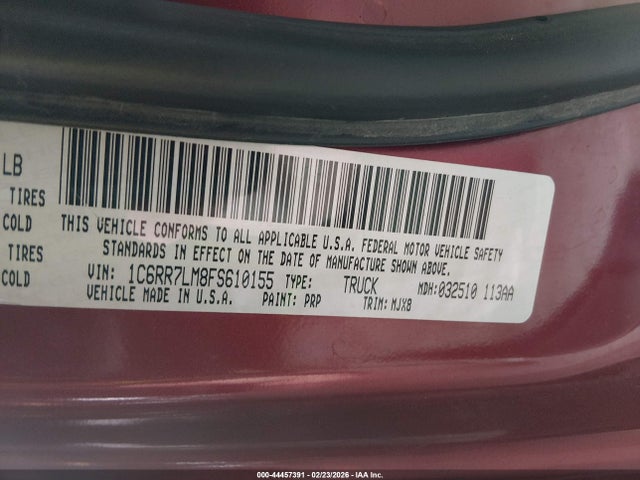 LB
TIRES
COLD
TIRES
COLD
THIS VEHICLE CONFORMS TO ALL APPLICABLE U.S.A. FEDERAL MOTOR VEHICLE SAFETY
STANDARDS IN EFFECT ON THE DATE OF MANUFACTURE SHOWN ABOVE.
VIN: 1C6RR7LM8FS610155 TYPE: TRUCK MDH:032510 113AA
VEHICLE MADE IN U.S.A. PAINT: PRP TRIM: MJX8
000-44457391 - 02/23/2026 - IAA Inc.